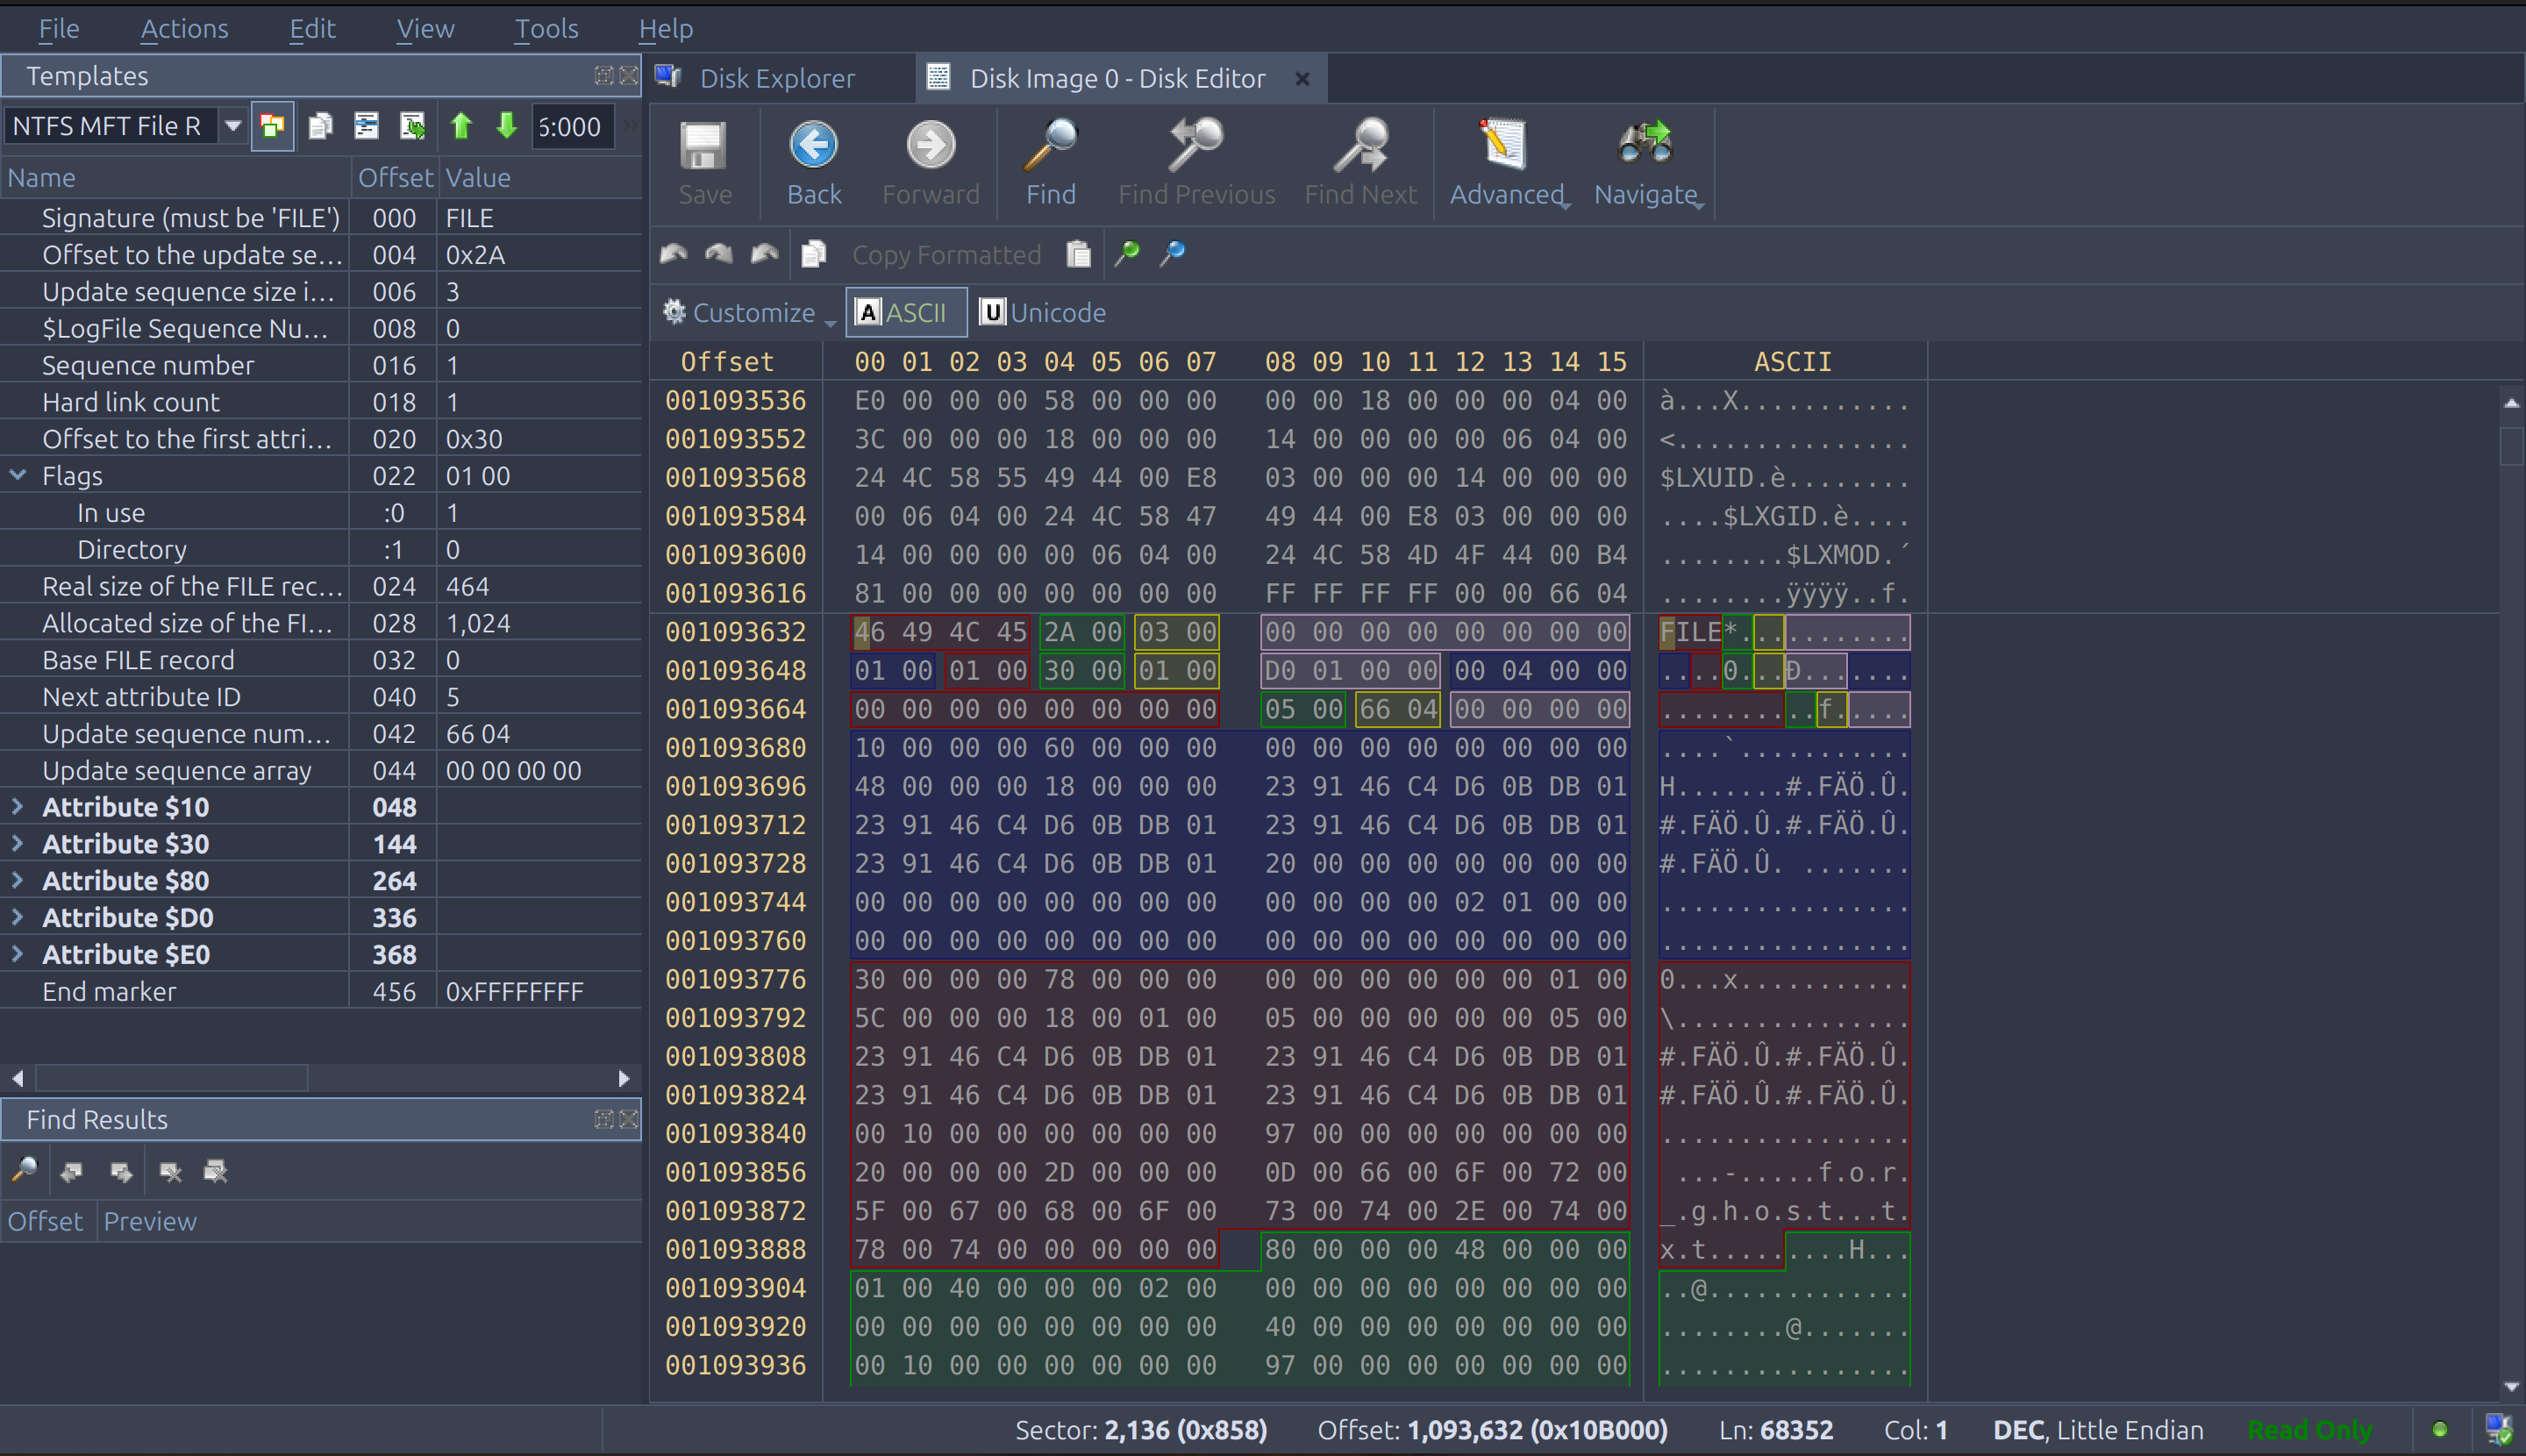 File Actions Edit View Tools Help
Templates
NTFS MFT File R 5:000
Name Offset Value
Signature (must be 'FILE') 000 FILE
Offset to the update se... 004 0x2A
Update sequence size i... 006 3
$LogFile Sequence Nu... 008 0
Sequence number 016 1
Hard link count 018 1
Offset to the first attri... 020 0x30
Flags 022 01 00
In use :0 1
Directory :1 0
Real size of the FILE rec... 024 464
Allocated size of the FI... 028 1,024
Base FILE record 032 0
Next attribute ID 040 5
Update sequence num... 042 66 04
Update sequence array 044 00 00 00 00
Attribute $10 048
Attribute $30 144
Attribute $80 264
Attribute $D0 336
Attribute $E0 368
End marker 456 0xFFFFFFFF
Find Results
Offset Preview
Disk Explorer Disk Image 0 - Disk Editor
Save Back Forward Find Find Previous Find Next Advanced Navigate
Copy Formatted
Customize A ASCII U Unicode
Offset 00 01 02 03 04 05 06 07 08 09 10 11 12 13 14 15 ASCII
001093536 E0 00 00 00 58 00 00 00 00 00 18 00 00 00 04 00 à...X...........
001093552 3C 00 00 00 18 00 00 00 14 00 00 00 00 06 04 00 <...............
001093568 24 4C 58 55 49 44 00 E8 03 00 00 00 14 00 00 00 $LXUID.è........
001093584 00 06 04 00 24 4C 58 47 49 44 00 E8 03 00 00 00 ....$LXGID.è....
001093600 14 00 00 00 00 06 04 00 24 4C 58 4D 4F 44 00 B4 ........$LXMOD.´
001093616 81 00 00 00 00 00 00 00 FF FF FF FF 00 00 66 04 ........ÿÿÿÿ..f.
001093632 46 49 4C 45 2A 00 03 00 00 00 00 00 00 00 00 00 FILE*...........
001093648 01 00 01 00 30 00 01 00 D0 01 00 00 00 04 00 00 ....0...Ð.......
001093664 00 00 00 00 00 00 00 00 05 00 66 04 00 00 00 00 ..........f.....
001093680 10 00 00 00 60 00 00 00 00 00 00 00 00 00 00 00 ....`...........
001093696 48 00 00 00 18 00 00 00 23 91 46 C4 D6 0B DB 01 H.......#.FÄÖ.Û.
001093712 23 91 46 C4 D6 0B DB 01 23 91 46 C4 D6 0B DB 01 #.FÄÖ.Û.#.FÄÖ.Û.
001093728 23 91 46 C4 D6 0B DB 01 20 00 00 00 00 00 00 00 #.FÄÖ.Û. .......
001093744 00 00 00 00 00 00 00 00 00 00 00 00 02 01 00 00 ................
001093760 00 00 00 00 00 00 00 00 00 00 00 00 00 00 00 00 ................
001093776 30 00 00 00 78 00 00 00 00 00 00 00 00 00 01 00 0...x...........
001093792 5C 00 00 00 18 00 01 00 05 00 00 00 00 00 05 00 \...............
001093808 23 91 46 C4 D6 0B DB 01 23 91 46 C4 D6 0B DB 01 #.FÄÖ.Û.#.FÄÖ.Û.
001093824 23 91 46 C4 D6 0B DB 01 23 91 46 C4 D6 0B DB 01 #.FÄÖ.Û.#.FÄÖ.Û.
001093840 00 10 00 00 00 00 00 00 97 00 00 00 00 00 00 00 ................
001093856 20 00 00 00 2D 00 00 00 0D 00 66 00 6F 00 72 00 ...-.....f.o.r.
001093872 5F 00 67 00 68 00 6F 00 73 00 74 00 2E 00 74 00 _.g.h.o.s.t...t.
001093888 78 00 74 00 00 00 00 00 80 00 00 00 48 00 00 00 x.t.........H...
001093904 01 00 40 00 00 00 02 00 00 00 00 00 00 00 00 00 ..@.............
001093920 00 00 00 00 00 00 00 00 40 00 00 00 00 00 00 00 ........@.......
001093936 00 10 00 00 00 00 00 00 97 00 00 00 00 00 00 00 ................
Sector: 2,136 (0x858) Offset: 1,093,632 (0x10B000) Ln: 68352 Col: 1 DEC, Little Endian Read Only